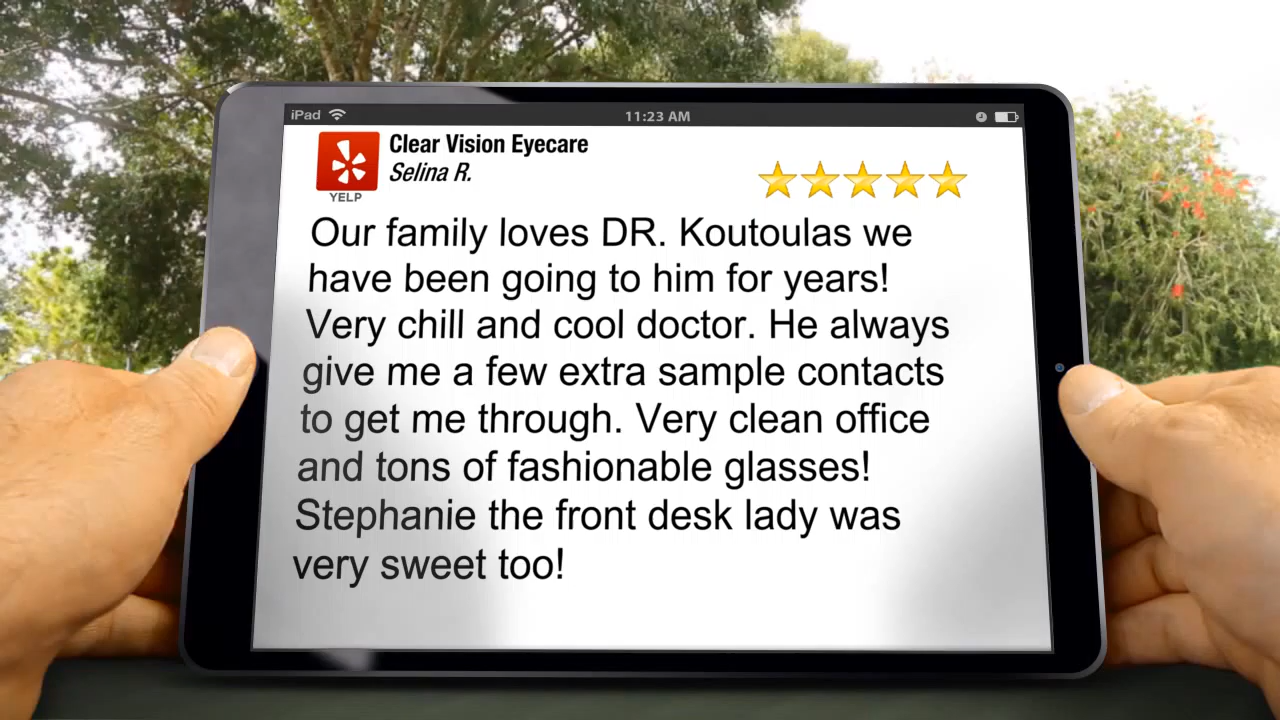 iPad 11:23 AM
Clear Vision Eyecare
Selina R.
YELP
Our family loves DR. Koutoulas we
have been going to him for years!
Very chill and cool doctor. He always
give me a few extra sample contacts
to get me through. Very clean office
and tons of fashionable glasses!
Stephanie the front desk lady was
very sweet too!